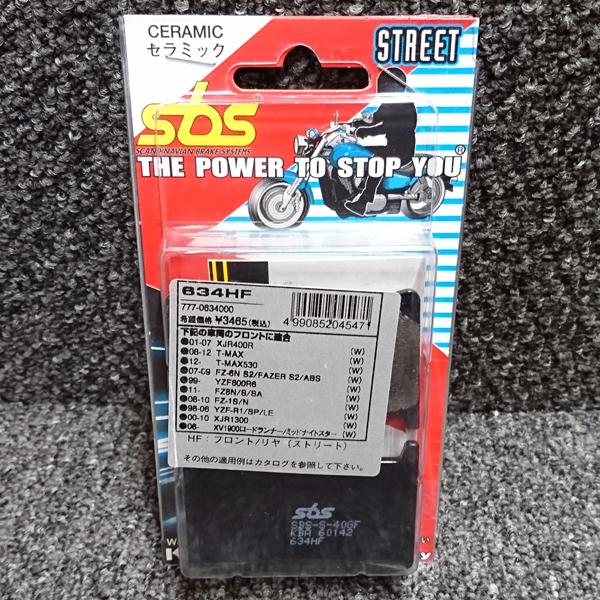 CERAMIC
セラミック
STREET
sbs
SCANDINAVIAN BRAKE SYSTEMS
THE POWER TO STOP YOU®
634HF
777-0634000
希望価格 ¥3465(税込)
4990852045471
下記の車両のフロントに適合
●01-07 XJR400R (W)
●08-12 T-MAX (W)
●12- T-MAX530 (W)
●07-09 FZ-6N S2/FAZER S2/ABS (W)
●99- YZF600R6 (W)
●11- FZ8N/S/SA (W)
●06-10 FZ-1S/N (W)
●98-06 YZF-R1/SP/LE (W)
●00-10 XJR1300 (W)
●06- XV1900ロードランナー/ミッドナイトスター (W)
HF:フロント/リヤ (ストリート)
その他の適用例はカタログを参照して下さい。
sbs
SBS-S-40GF
KBA 60142
634HF